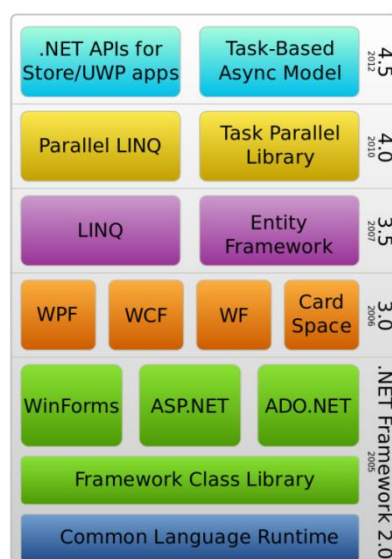 .NET APIs for
Store/UWP apps
Task-Based
Async Model
4.5
2012
Parallel LINQ
Task Parallel
Library
4.0
2010
LINQ
Entity
Framework
3.5
2007
WPF
WCF
WF
Card
Space
3.0
2006
WinForms
ASP.NET
ADO.NET
Framework Class Library
Common Language Runtime
.NET Framework 2.0
2005